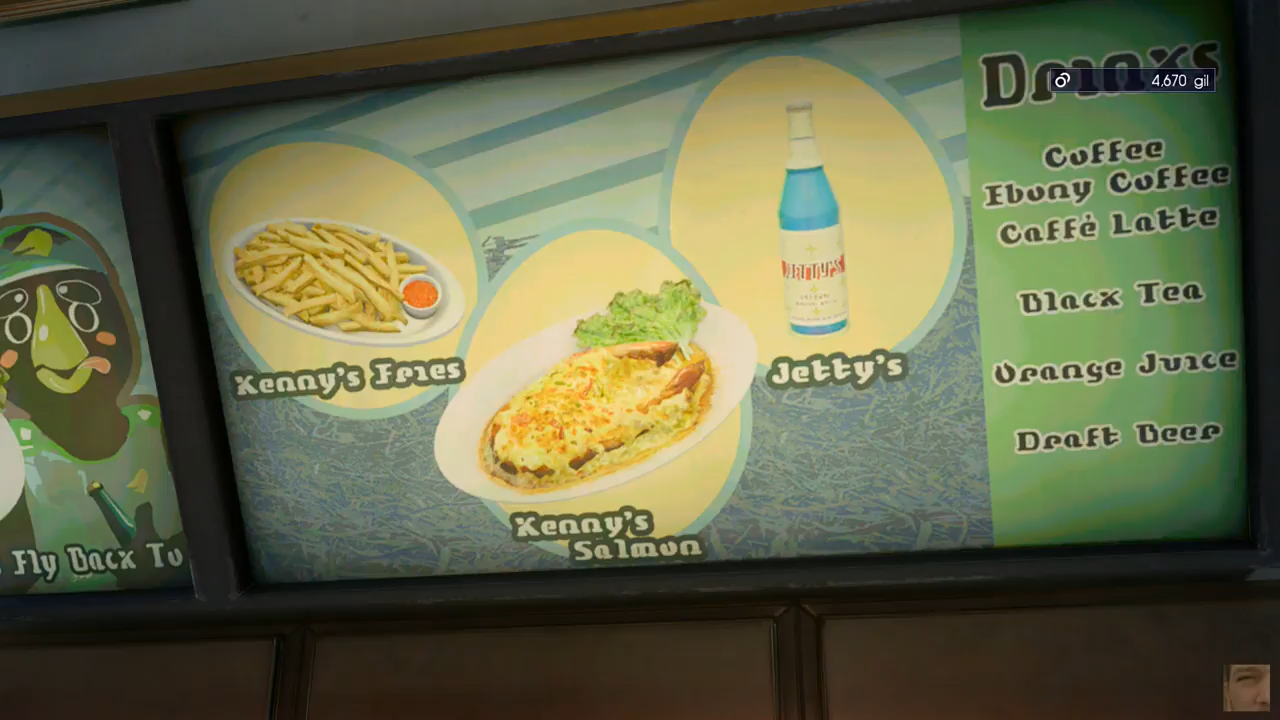 Drinks
4,670 gil
Coffee
Ebony Coffee
Caffè Latte
Black Tea
Orange Juice
Draft Beer
Kenny's Fries
JETTY'S
Jetty's
Kenny's
Salmon
Fly Back To